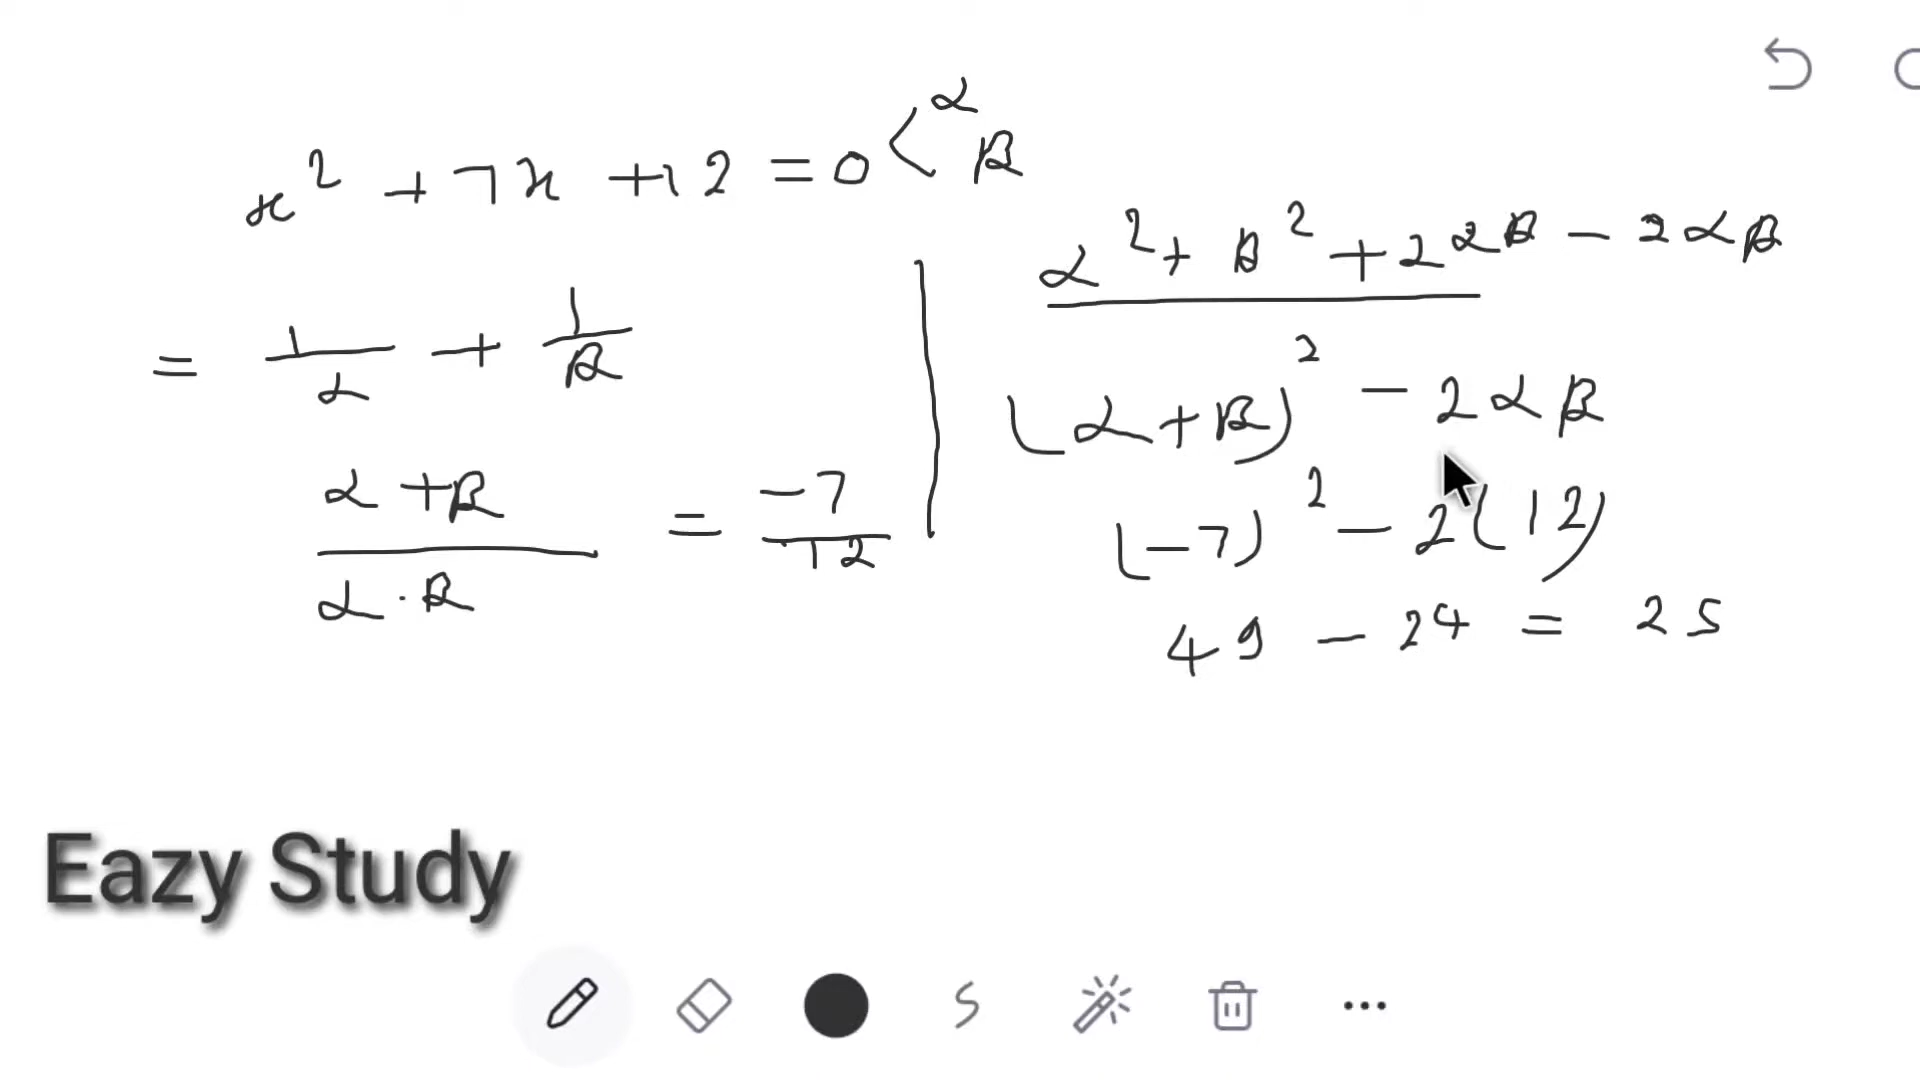 x² + 7x + 12 = 0 < α β
= 1/α + 1/β
α + β / α · β = -7/12
α² + β² + 2αβ - 2αβ
(α + β)² - 2αβ
(-7)² - 2(12)
49 - 24 = 25
Eazy Study